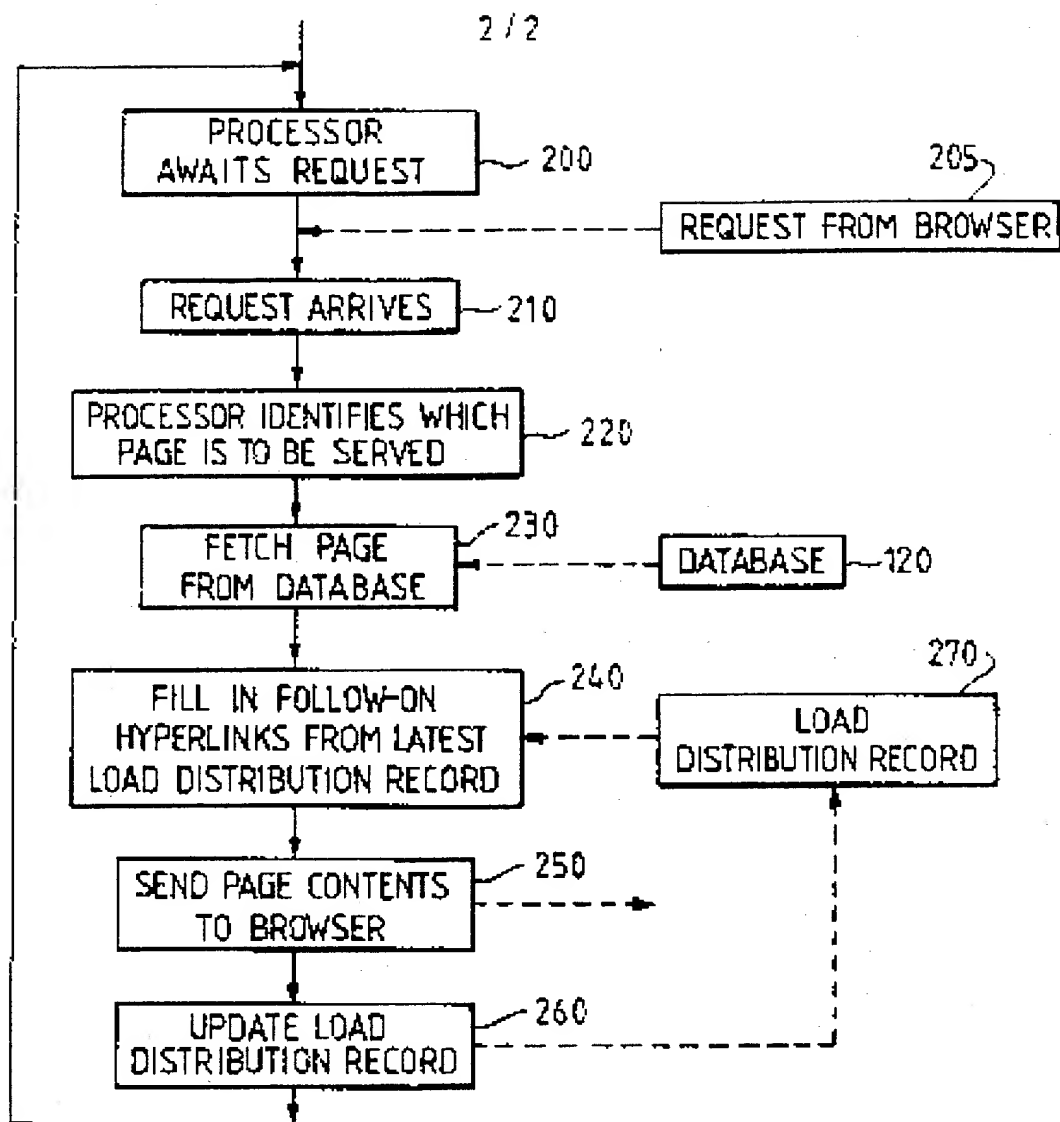 2/2
PROCESSOR
AWAITS REQUEST
200
205
REQUEST FROM BROWSER
REQUEST ARRIVES
210
PROCESSOR IDENTIFIES WHICH
PAGE IS TO BE SERVED
220
230
FETCH PAGE
FROM DATABASE
DATABASE
120
240
FILL IN FOLLOW-ON
HYPERLINKS FROM LATEST
LOAD DISTRIBUTION RECORD
270
LOAD
DISTRIBUTION RECORD
250
SEND PAGE CONTENTS
TO BROWSER
260
UPDATE LOAD
DISTRIBUTION RECORD